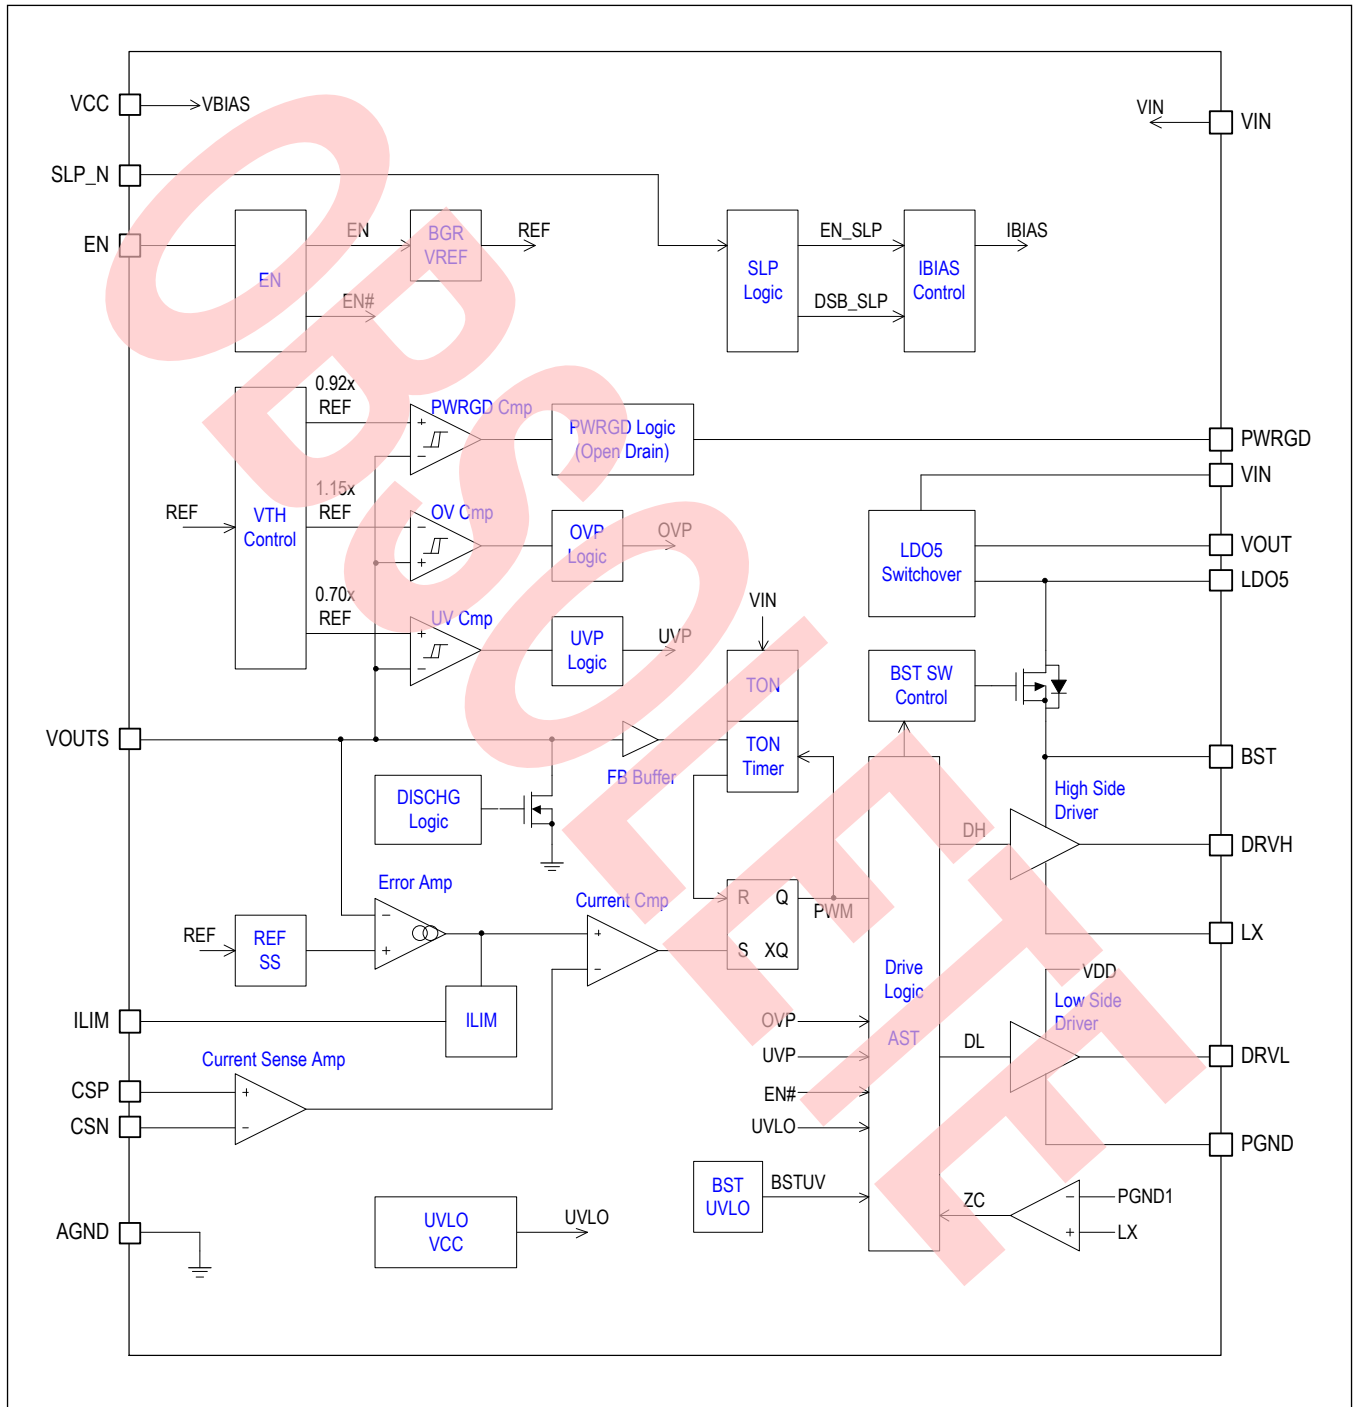 VCC
VBIAS
VIN
VIN
SLP_N
EN
EN
EN
EN#
BGR
VREF
REF
SLP
Logic
EN_SLP
DSB_SLP
IBIAS
Control
IBIAS
0.92x
REF
PWRGD Cmp
+
−
PWRGD Logic
(Open Drain)
PWRGD
VIN
REF
VTH
Control
1.15x
REF
OV Cmp
−
+
OVP
Logic
OVP
LDO5
Switchover
VOUT
LDO5
0.70x
REF
UV Cmp
+
−
UVP
Logic
UVP
VIN
TON
TON
Timer
BST SW
Control
VOUTS
FB Buffer
BST
DISCHG
Logic
High Side
Driver
DH
DRVH
Error Amp
−
+
REF
REF
SS
Current Cmp
+
−
R
Q
S
XQ
PWM
LX
VDD
Drive
Logic
AST
Low Side
Driver
DL
DRVL
ILIM
ILIM
OVP
UVP
EN#
UVLO
Current Sense Amp
CSP
+
CSN
−
PGND
BST
UVLO
BSTUV
ZC
−
PGND1
+
LX
AGND
UVLO
VCC
UVLO
OBSOLETE